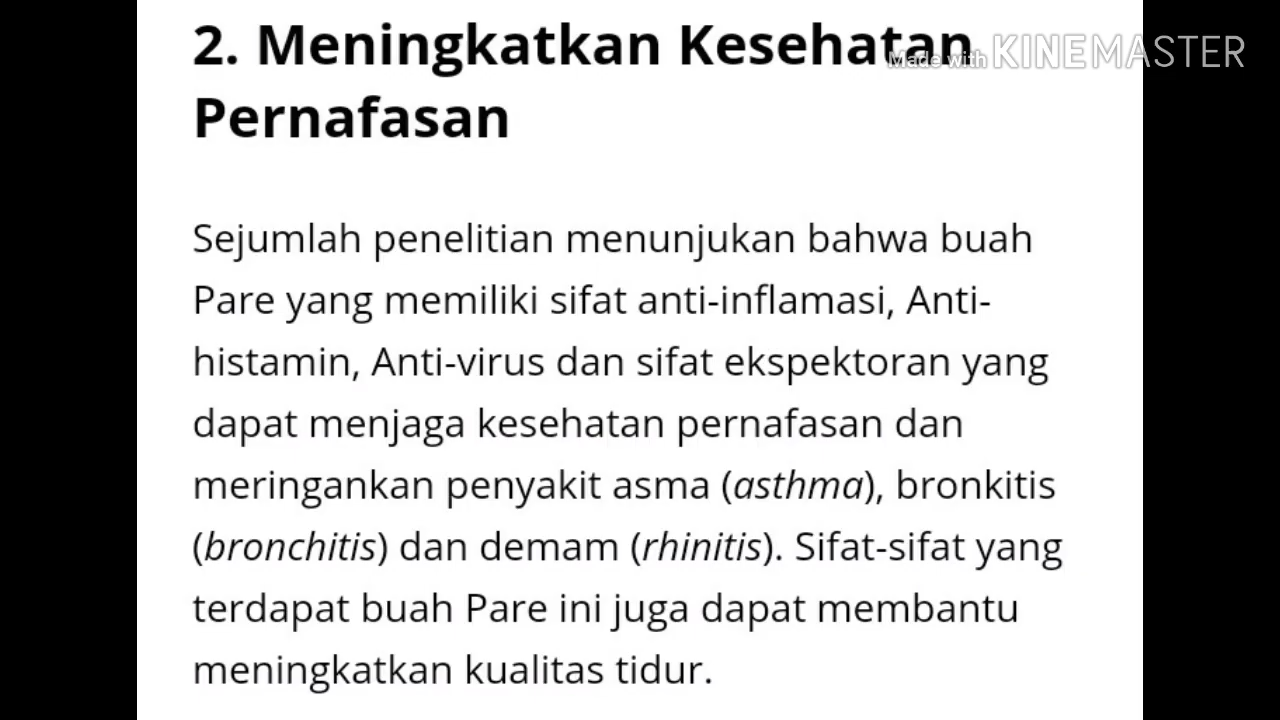 2. Meningkatkan Kesehatan
Made with KINEMASTER
Pernafasan
Sejumlah penelitian menunjukan bahwa buah
Pare yang memiliki sifat anti-inflamasi, Anti-
histamin, Anti-virus dan sifat ekspektoran yang
dapat menjaga kesehatan pernafasan dan
meringankan penyakit asma (asthma), bronkitis
(bronchitis) dan demam (rhinitis). Sifat-sifat yang
terdapat buah Pare ini juga dapat membantu
meningkatkan kualitas tidur.